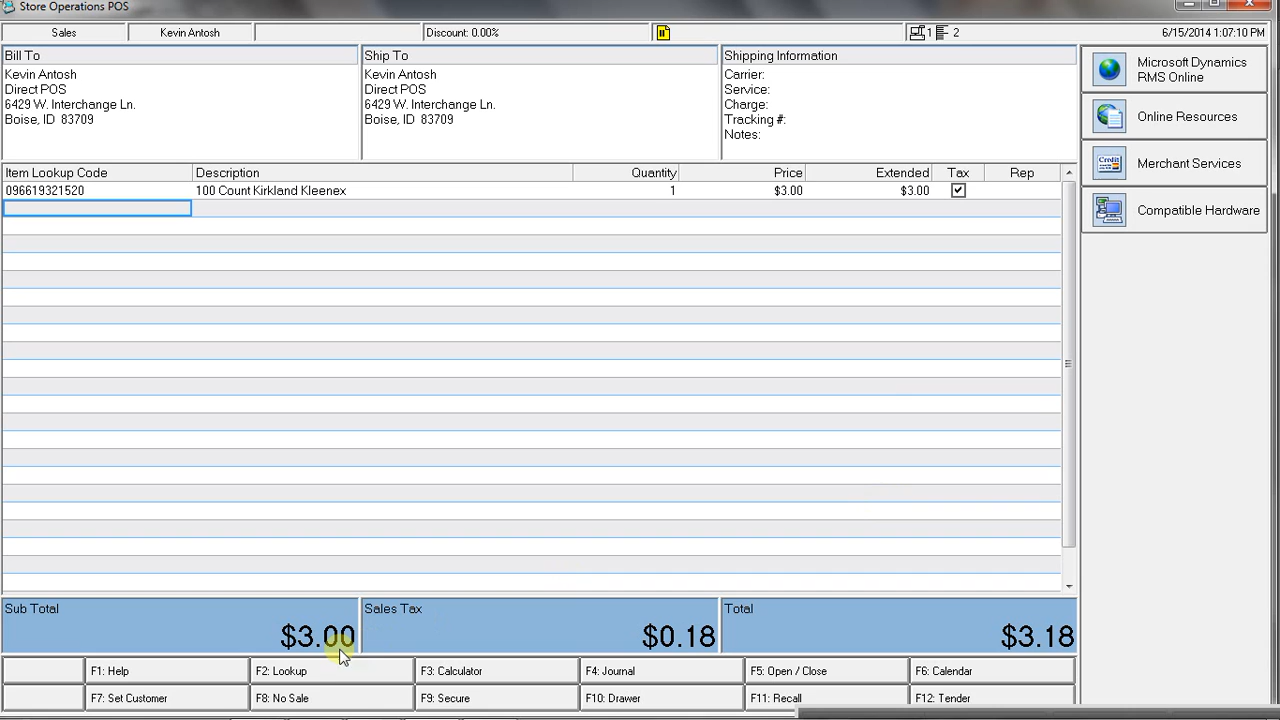 Store Operations POS
Sales Kevin Antosh Discount: 0.00% 1 2 6/15/2014 1:07:10 PM
Bill To
Kevin Antosh
Direct POS
6429 W. Interchange Ln.
Boise, ID 83709
Ship To
Kevin Antosh
Direct POS
6429 W. Interchange Ln.
Boise, ID 83709
Shipping Information
Carrier:
Service:
Charge:
Tracking #:
Notes:
Microsoft Dynamics
RMS Online
Online Resources
Credit
Merchant Services
Compatible Hardware
Item Lookup Code Description Quantity Price Extended Tax Rep
096619321520 100 Count Kirkland Kleenex 1 $3.00 $3.00
Sub Total
$3.00
Sales Tax
$0.18
Total
$3.18
F1: Help F2: Lookup F3: Calculator F4: Journal F5: Open / Close F6: Calendar
F7: Set Customer F8: No Sale F9: Secure F10: Drawer F11: Recall F12: Tender